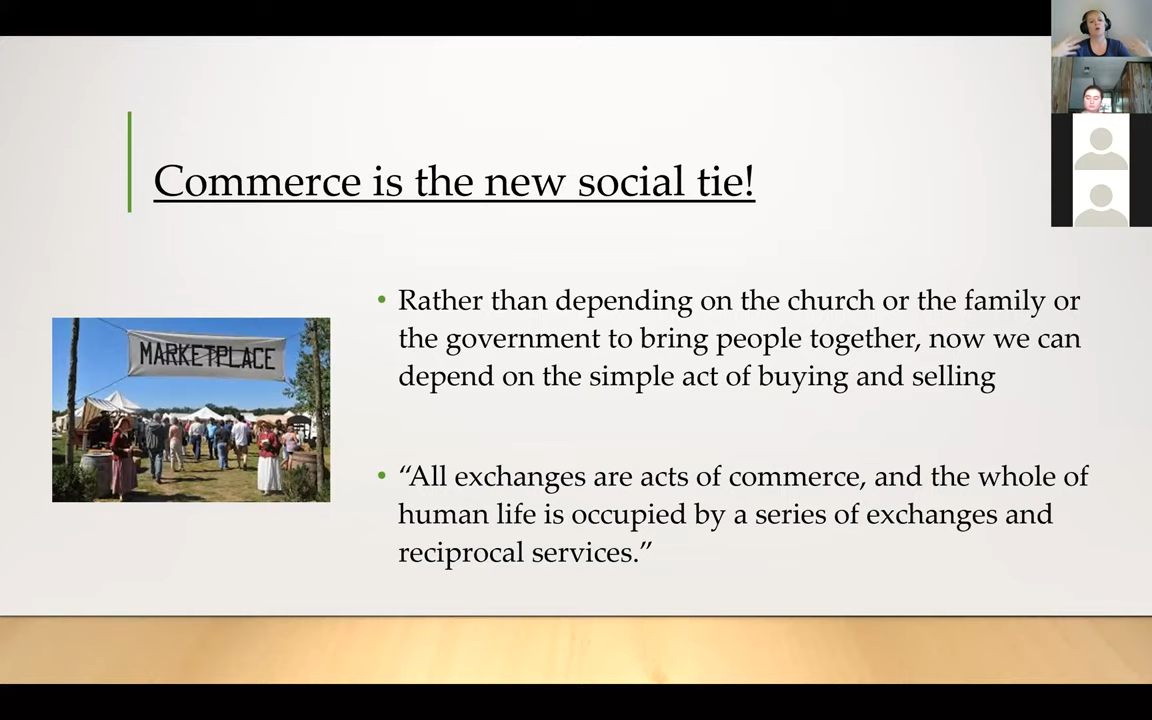 Commerce is the new social tie!
MARKETPLACE
• Rather than depending on the church or the family or
the government to bring people together, now we can
depend on the simple act of buying and selling
• “All exchanges are acts of commerce, and the whole of
human life is occupied by a series of exchanges and
reciprocal services.”